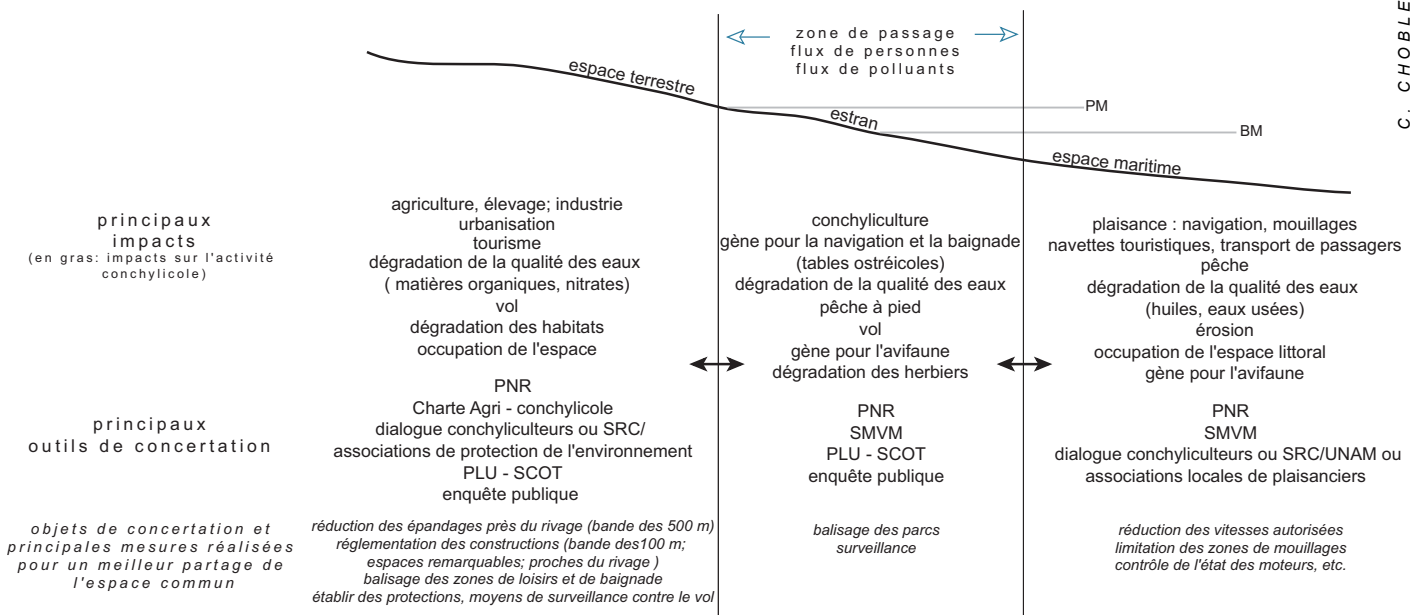 C. CHOBLE
zone de passage
flux de personnes
flux de polluants
espace terrestre
PM
estran
BM
espace maritime
principaux
impacts
(en gras: impacts sur l'activité
conchylicole)
agriculture, élevage; industrie
urbanisation
tourisme
dégradation de la qualité des eaux
( matières organiques, nitrates)
vol
dégradation des habitats
occupation de l'espace
conchyliculture
gène pour la navigation et la baignade
(tables ostréicoles)
dégradation de la qualité des eaux
pêche à pied
vol
gène pour l'avifaune
dégradation des herbiers
plaisance : navigation, mouillages
navettes touristiques, transport de passagers
pêche
dégradation de la qualité des eaux
(huiles, eaux usées)
érosion
occupation de l'espace littoral
gène pour l'avifaune
principaux
outils de concertation
PNR
Charte Agri - conchylicole
dialogue conchyliculteurs ou SRC/
associations de protection de l'environnement
PLU - SCOT
enquête publique
PNR
SMVM
PLU - SCOT
enquête publique
PNR
SMVM
dialogue conchyliculteurs ou SRC/UNAM ou
associations locales de plaisanciers
objets de concertation et
principales mesures réalisées
pour un meilleur partage de
l'espace commun
réduction des épandages près du rivage (bande des 500 m)
réglementation des constructions (bande des100 m;
espaces remarquables; proches du rivage )
balisage des zones de loisirs et de baignade
établir des protections, moyens de surveillance contre le vol
balisage des parcs
surveillance
réduction des vitesses autorisées
limitation des zones de mouillages
contrôle de l'état des moteurs, etc.